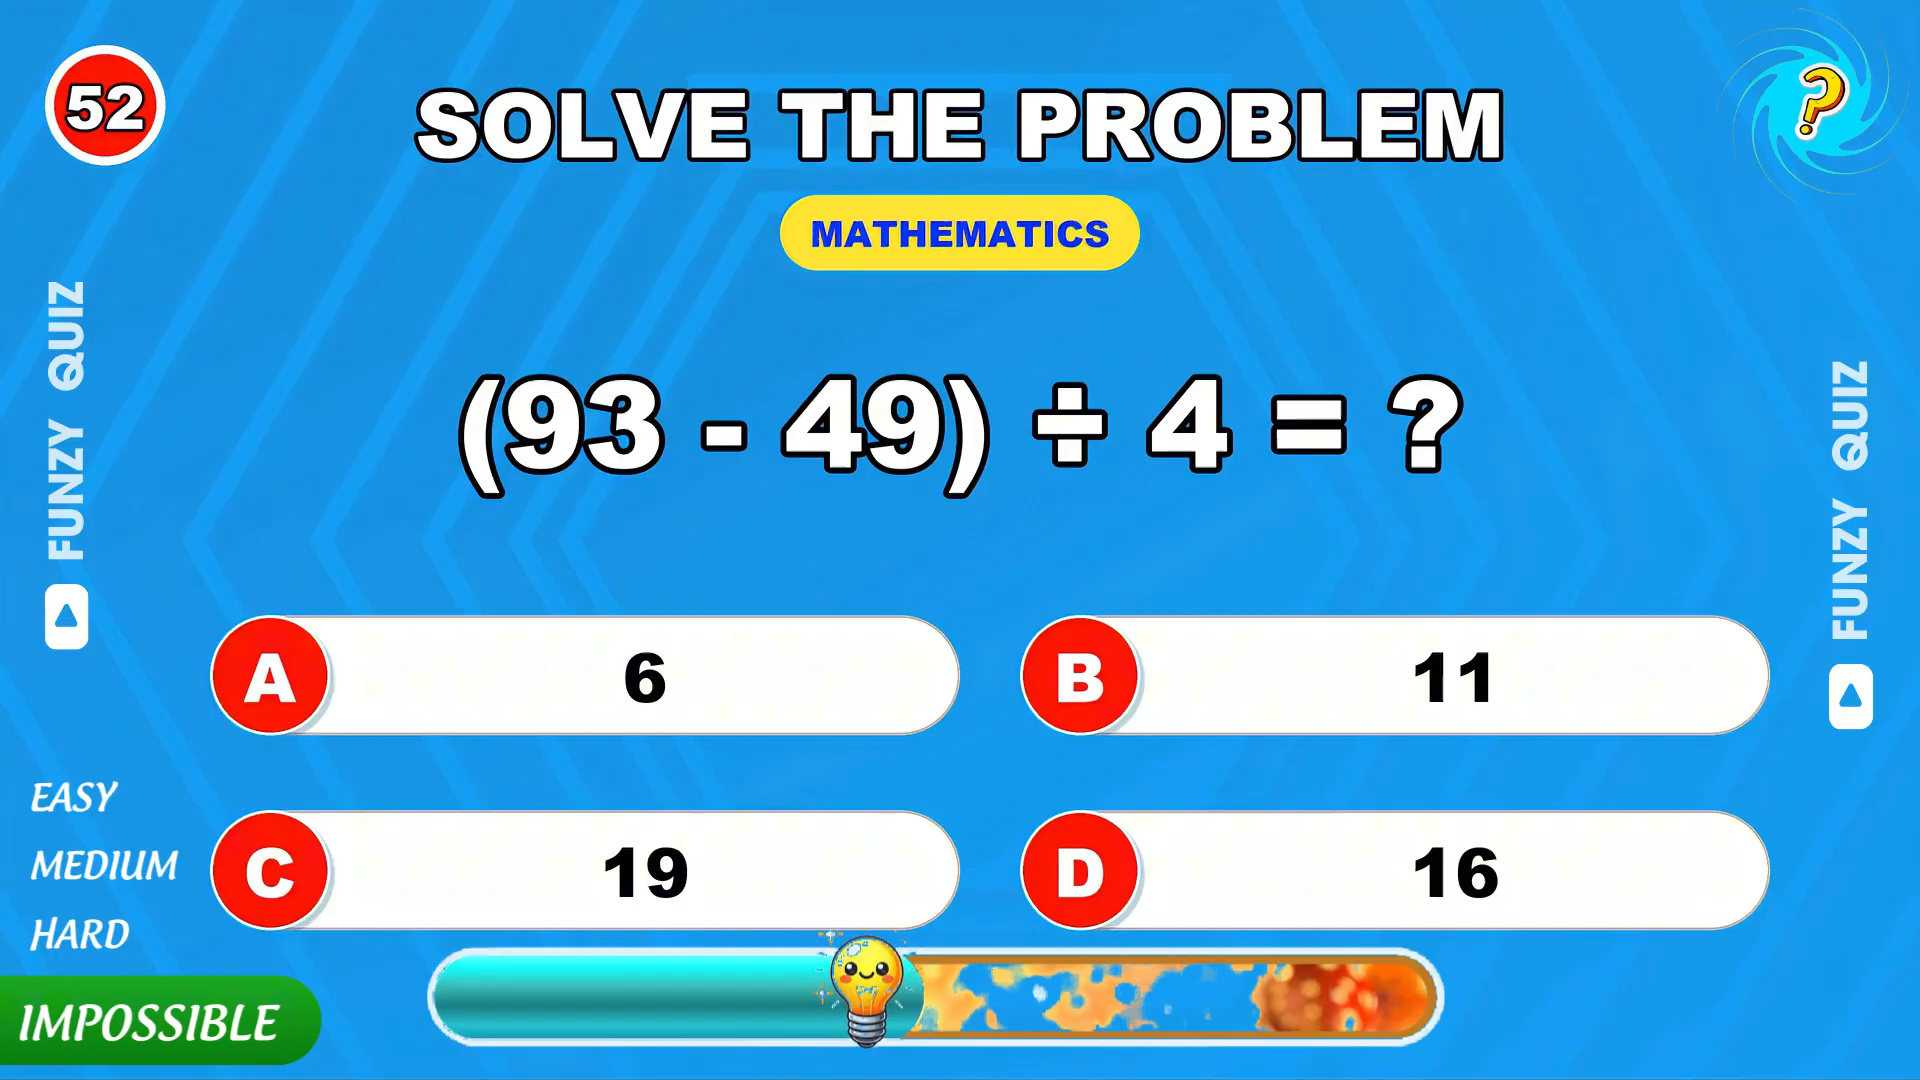 52
SOLVE THE PROBLEM
?
MATHEMATICS
FUNZY QUIZ
(93 - 49) ÷ 4 = ?
FUNZY QUIZ
A 6
B 11
C 19
D 16
EASY
MEDIUM
HARD
IMPOSSIBLE